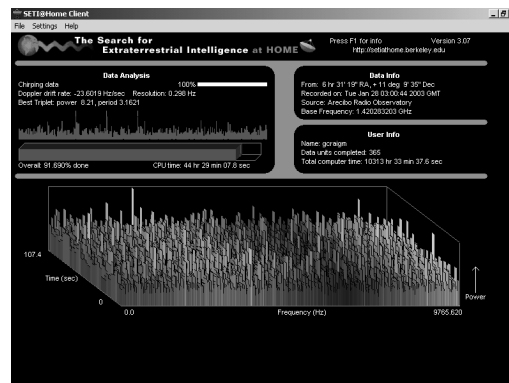 SETI@Home Client
File Settings Help
The Search for
Extraterrestrial Intelligence at HOME
Press F1 for info Version 3.07
http://setiathome.berkeley.edu
Data Analysis
Chirping data 100%
Doppler drift rate: -23.6019 Hz/sec Resolution: 0.298 Hz
Best Triplet: power 8.21, period 3.1621
Overall: 91.690% done CPU time: 44 hr 29 min 07.8 sec
Data Info
From: 6 hr 31' 19" RA, + 11 deg 9' 35" Dec
Recorded on: Tue Jan 28 03:00:44 2003 GMT
Source: Arecibo Radio Observatory
Base Frequency: 1.420283203 GHz
User Info
Name: gcraigm
Data units completed: 365
Total computer time: 10313 hr 33 min 37.6 sec
107.4
Time (sec)
0
0.0
Frequency (Hz)
9765.620
Power